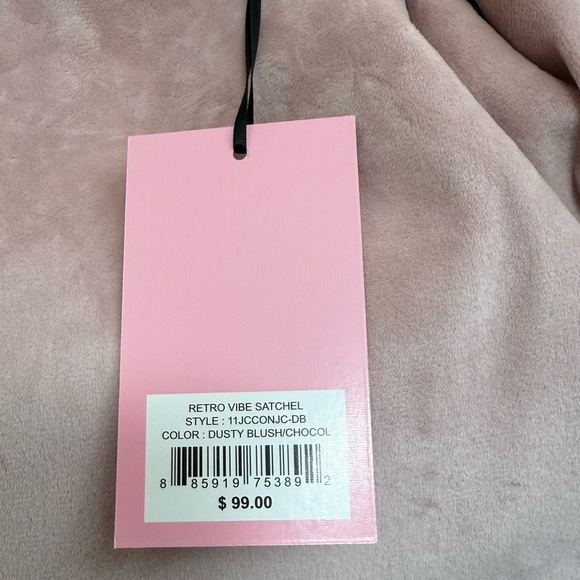 RETRO VIBE SATCHEL
STYLE : 11JCCONJC-DB
COLOR : DUSTY BLUSH/CHOCOL
8 85919 75389 2
$ 99.00